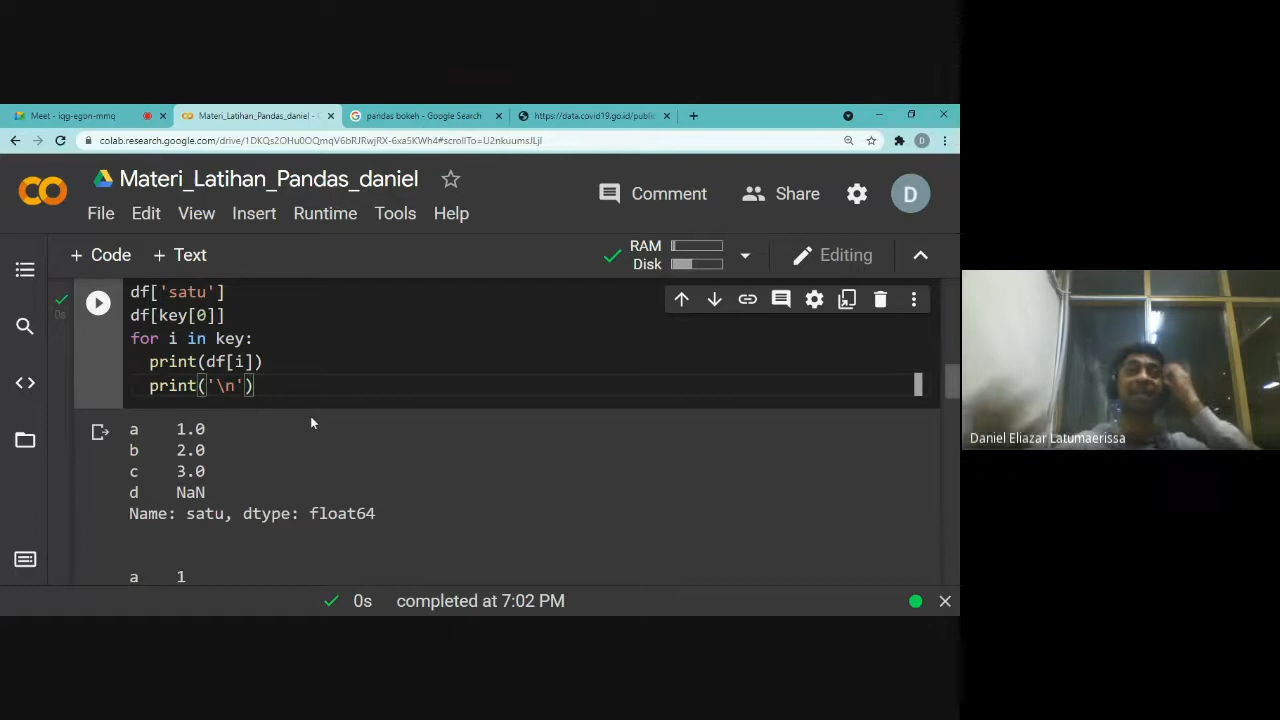 Meet - iqg-egon-mmq
Materi_Latihan_Pandas_daniel - C
pandas bokeh - Google Search
https://data.covid19.go.id/public
colab.research.google.com/drive/1DKQs2OHu0OQmqV6bRJRwjRX-6xa5KWh4#scrollTo=U2nkuumsJLjl
D
Materi_Latihan_Pandas_daniel
Comment
Share
D
File Edit View Insert Runtime Tools Help
+ Code + Text
RAM
Disk
Editing
0s
df['satu']
df[key[0]]
for i in key:
print(df[i])
print('\n')
a 1.0
b 2.0
c 3.0
d NaN
Name: satu, dtype: float64
a 1
0s completed at 7:02 PM
Daniel Eliazar Latumaerissa